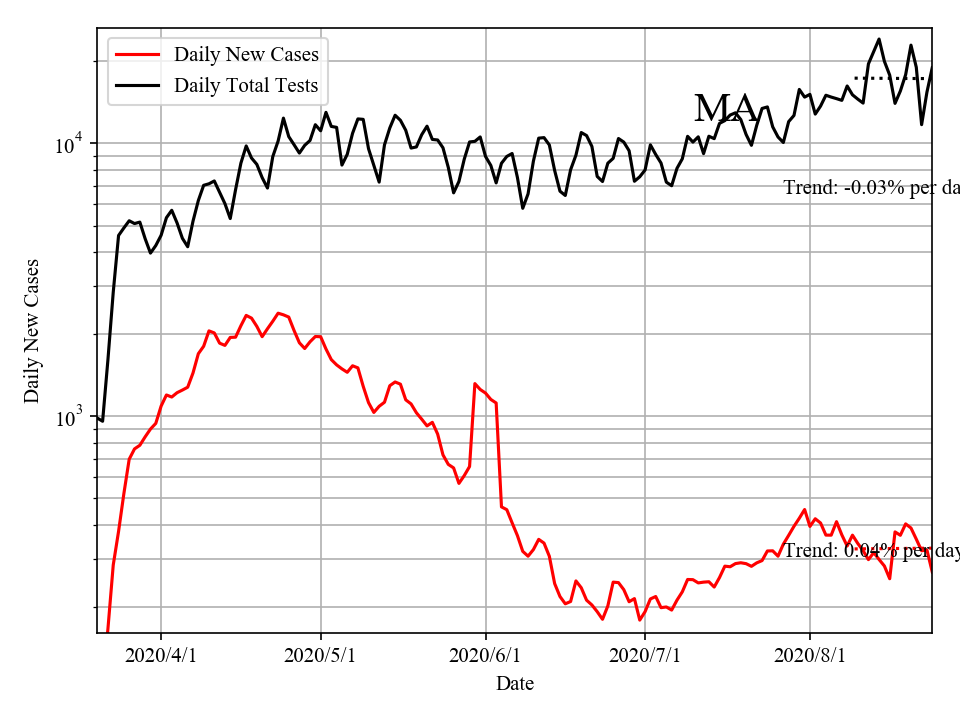 Daily New Cases
Daily Total Tests
MA
Trend: -0.03% per da
Trend: 0.04% per day
10^4
10^3
Daily New Cases
2020/4/1 2020/5/1 2020/6/1 2020/7/1 2020/8/1
Date